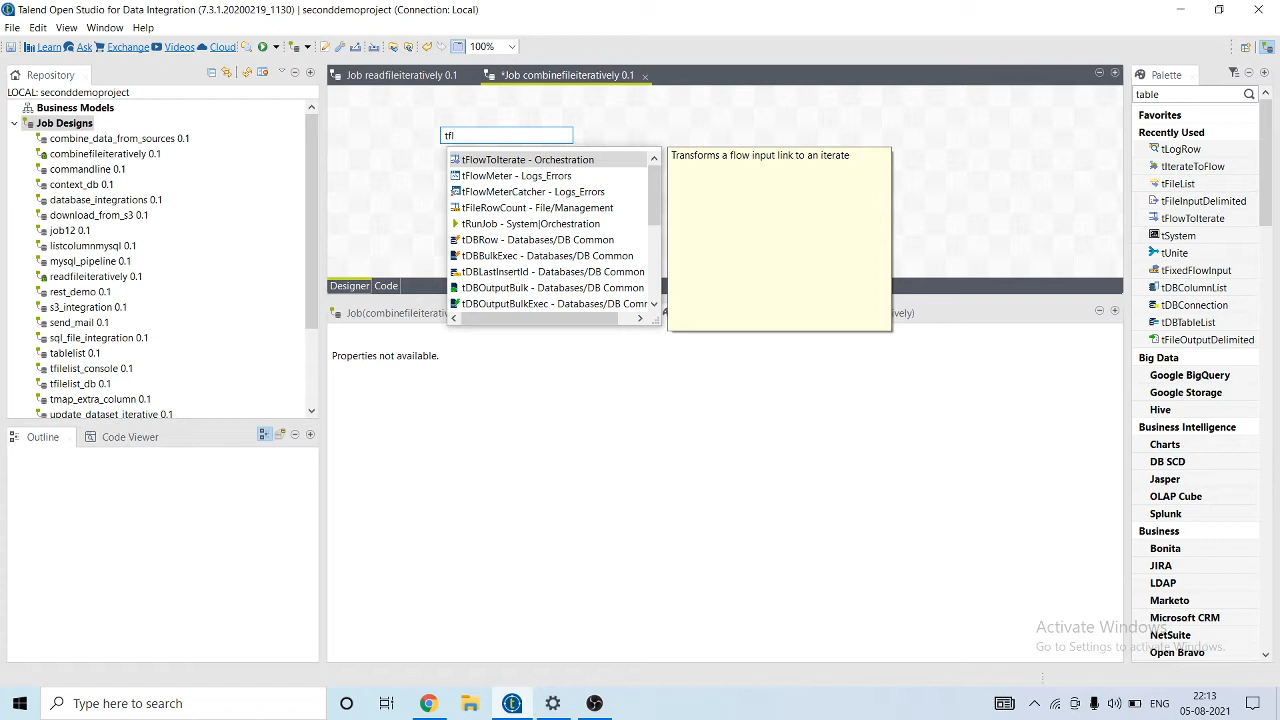 Talend Open Studio for Data Integration (7.3.1.20200219_1130) | seconddemoproject (Connection: Local)
File Edit View Window Help
Learn Ask Exchange Videos Cloud 100%
Repository
LOCAL: seconddemoproject
Business Models
Job Designs
combine_data_from_sources 0.1
combinefileiteratively 0.1
commandline 0.1
context_db 0.1
database_integrations 0.1
download_from_s3 0.1
job12 0.1
listcolumnmysql 0.1
mysql_pipeline 0.1
readfileiteratively 0.1
rest_demo 0.1
s3_integration 0.1
send_mail 0.1
sql_file_integration 0.1
tablelist 0.1
tfilelist_console 0.1
tfilelist_db 0.1
tmap_extra_column 0.1
update_dataset_iterative 0.1
Outline Code Viewer
Job readfileiteratively 0.1 *Job combinefileiteratively 0.1
tfl
tFlowToIterate - Orchestration
tFlowMeter - Logs_Errors
tFlowMeterCatcher - Logs_Errors
tFileRowCount - File/Management
tRunJob - System|Orchestration
tDBRow - Databases/DB Common
tDBBulkExec - Databases/DB Common
tDBLastInsertId - Databases/DB Common
tDBOutputBulk - Databases/DB Common
tDBOutputBulkExec - Databases/DB Comr
Transforms a flow input link to an iterate
Designer Code
Job(combinefileiterativ vely)
Properties not available.
Palette
table
Favorites
Recently Used
tLogRow
tIterateToFlow
tFileList
tFileInputDelimited
tFlowToIterate
tSystem
tUnite
tFixedFlowInput
tDBColumnList
tDBConnection
tDBTableList
tFileOutputDelimited
Big Data
Google BigQuery
Google Storage
Hive
Business Intelligence
Charts
DB SCD
Jasper
OLAP Cube
Splunk
Business
Bonita
JIRA
LDAP
Marketo
Microsoft CRM
NetSuite
Open Bravo
Activate Windows
Go to Settings to activate Windows.
Type here to search
ENG
22:13
05-08-2021